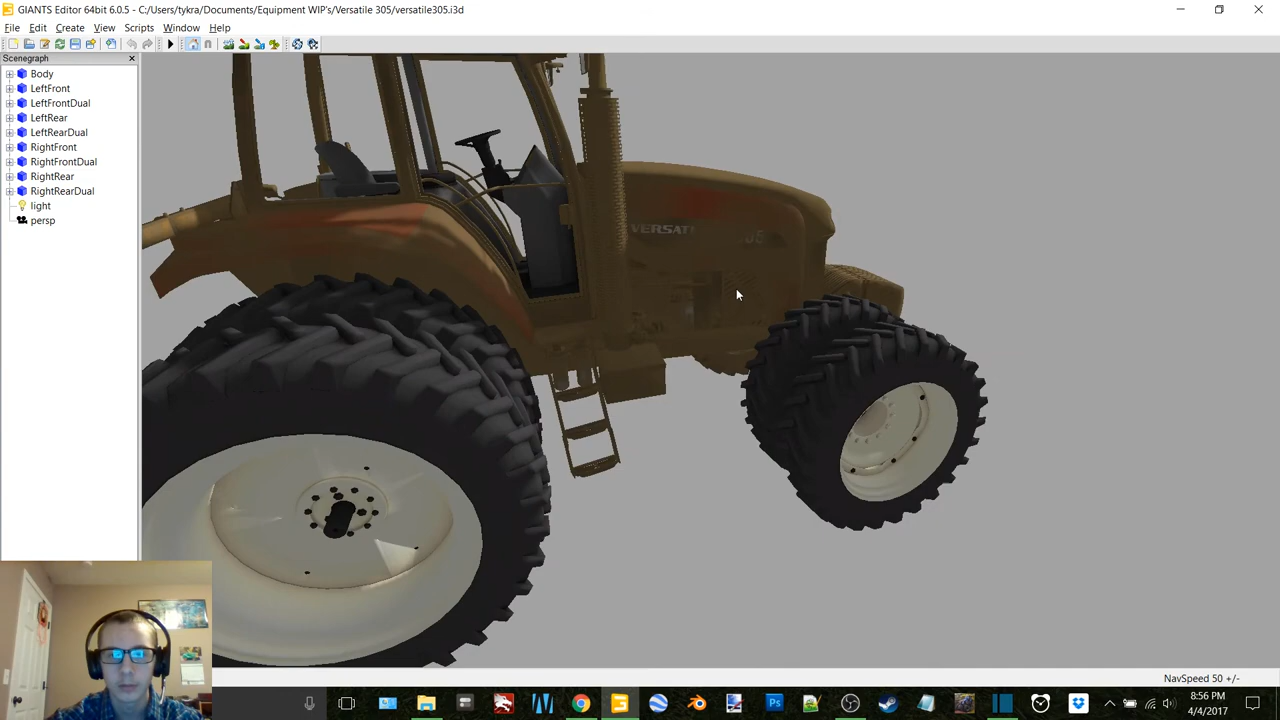 GIANTS Editor 64bit 6.0.5 - C:/Users/tykra/Documents/Equipment WIP's/Versatile 305/versatile305.i3d
File Edit Create View Scripts Window Help
Scenegraph
Body
LeftFront
LeftFrontDual
LeftRear
LeftRearDual
RightFront
RightFrontDual
RightRear
RightRearDual
light
persp
NavSpeed 50 +/-
8:56 PM
4/4/2017